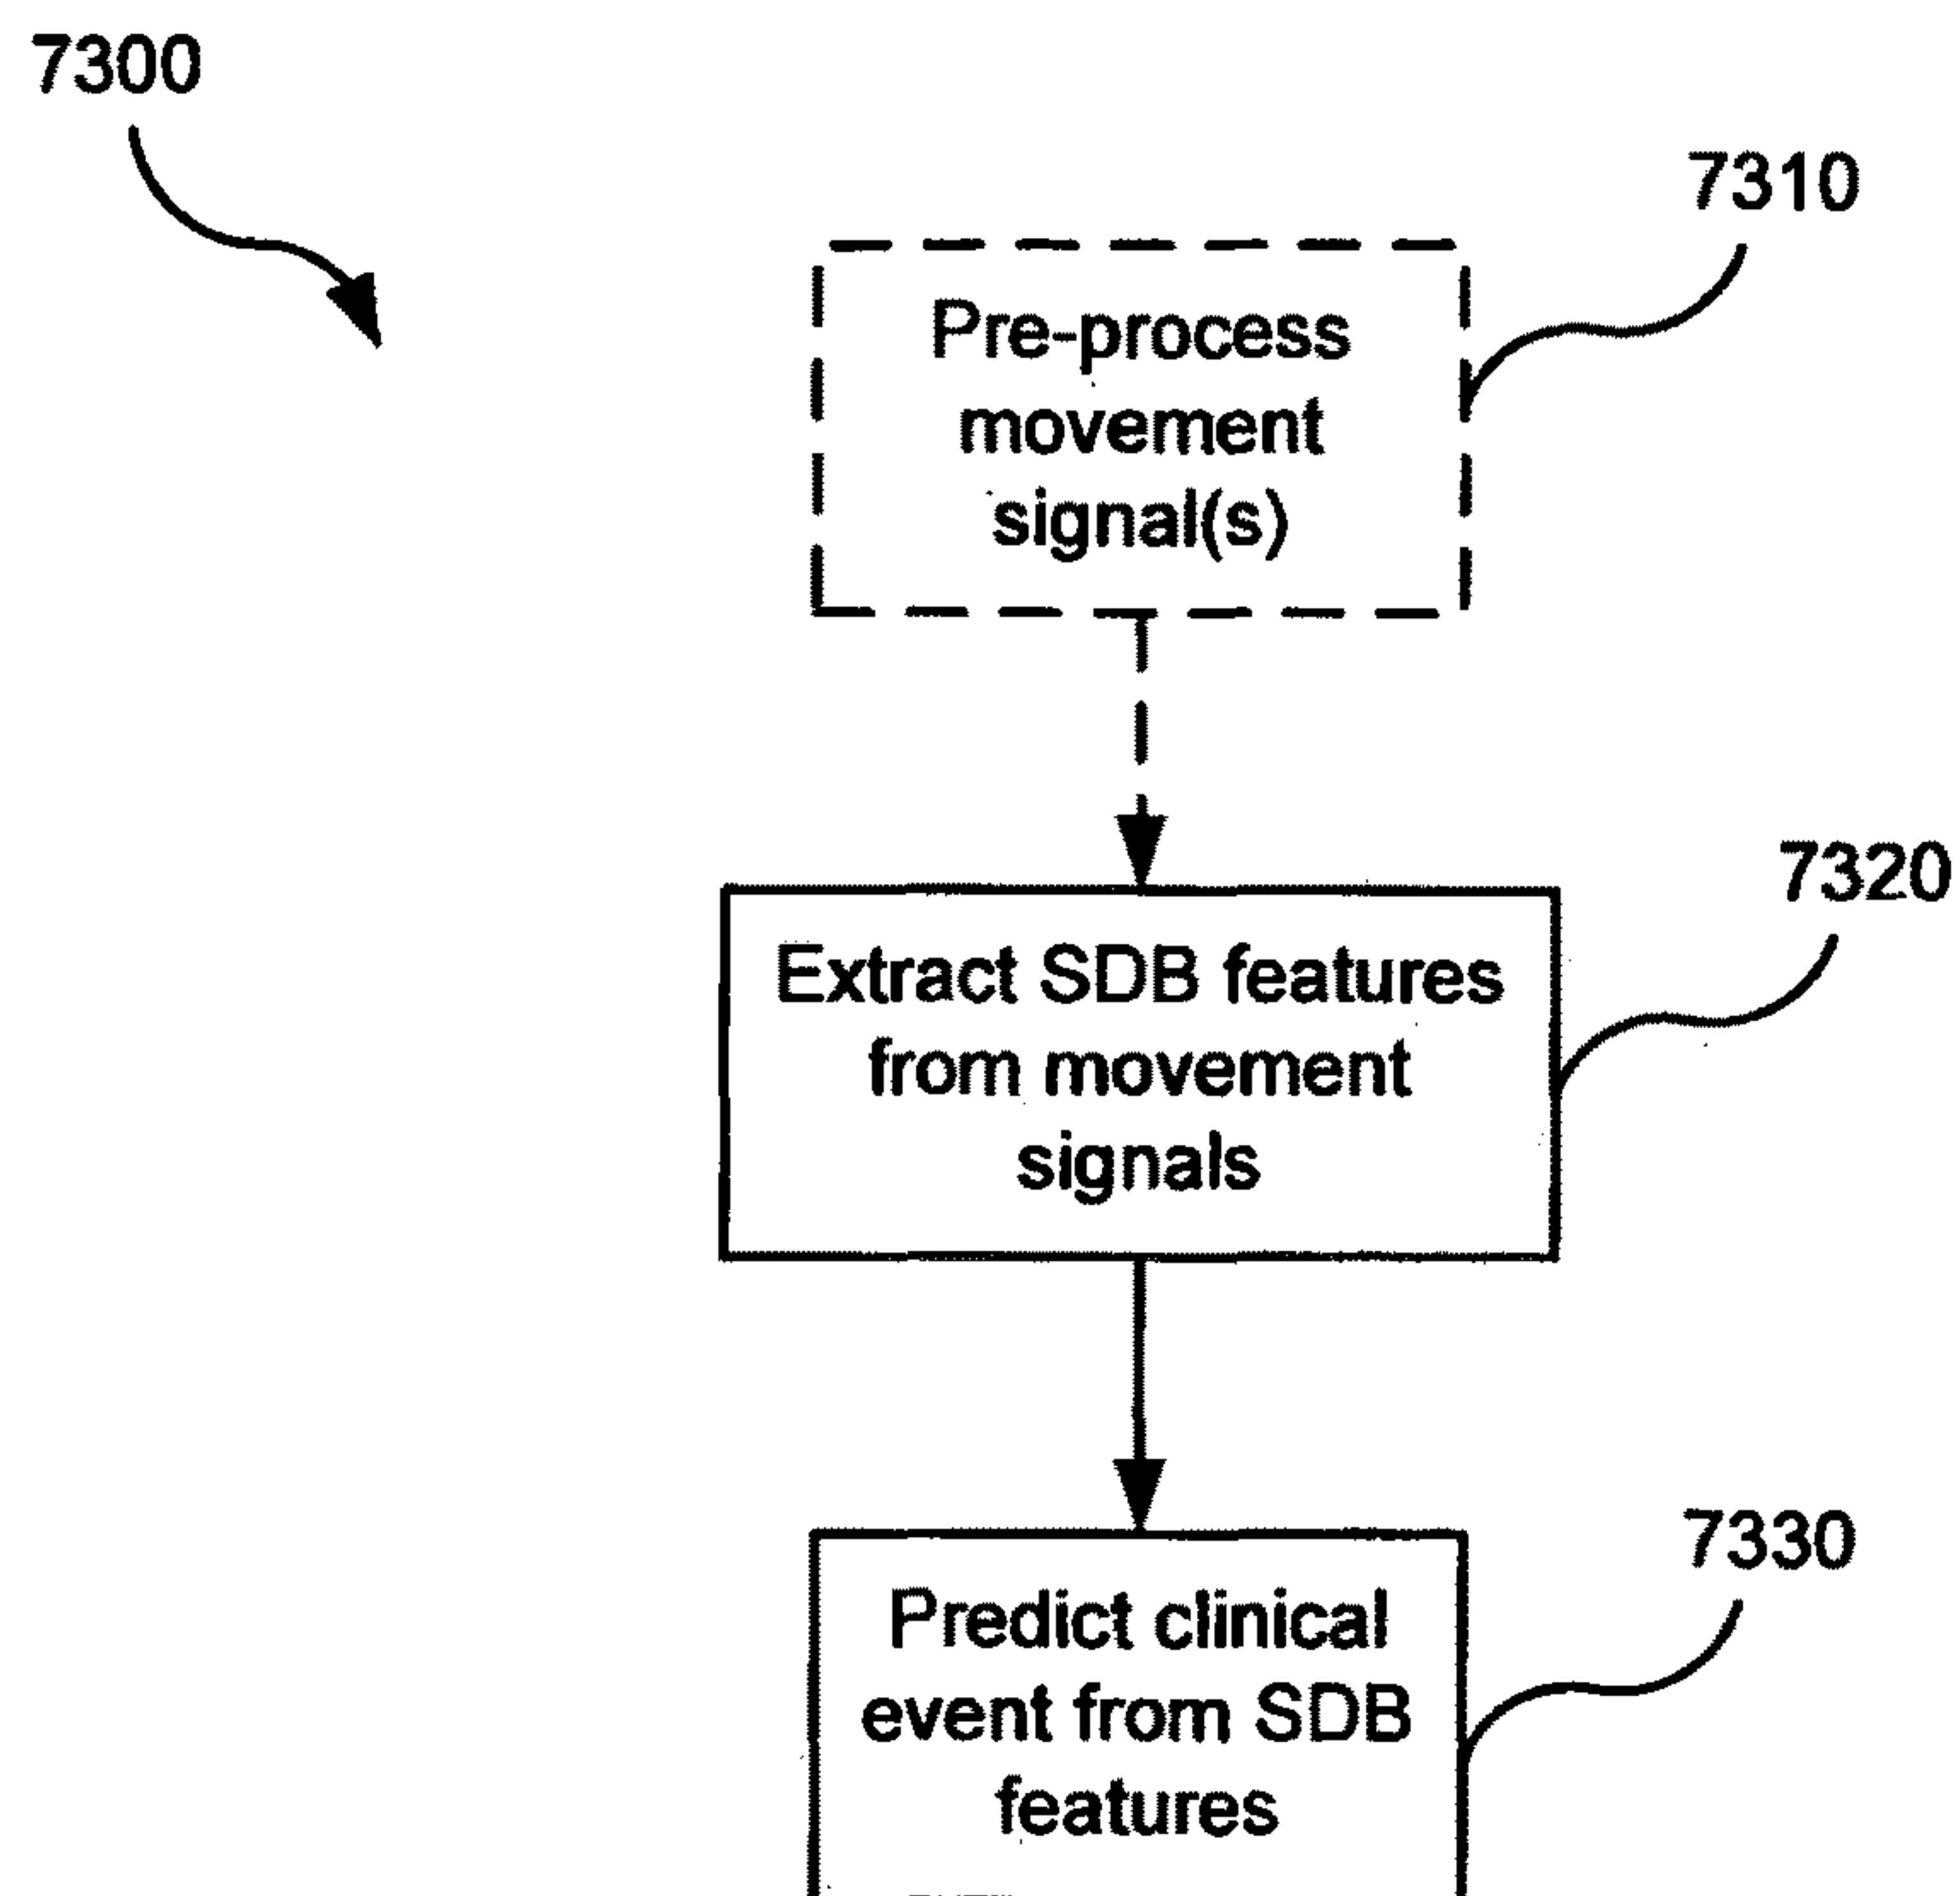 7300
7310
Pre-process
movement
signal(s)
7320
Extract SDB features
from movement
signals
7330
Predict clinical
event from SDB
features